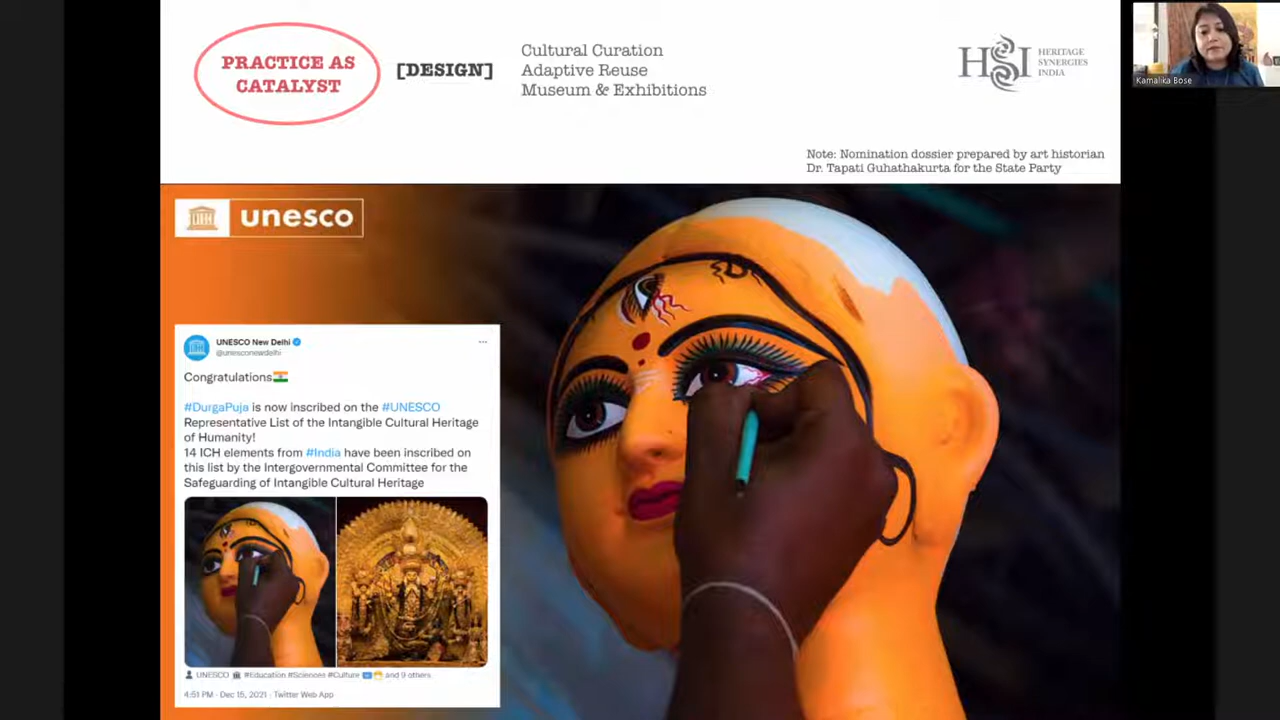 PRACTICE AS
CATALYST
[DESIGN]
Cultural Curation
Adaptive Reuse
Museum & Exhibitions
HSI
HERITAGE
SYNERGIES
INDIA
Kamalika Bose
Note: Nomination dossier prepared by art historian
Dr. Tapati Guhathakurta for the State Party
unesco
UNESCO New Delhi
@unesconewdelhi
Congratulations
#DurgaPuja is now inscribed on the #UNESCO
Representative List of the Intangible Cultural Heritage
of Humanity!
14 ICH elements from #India have been inscribed on
this list by the Intergovernmental Committee for the
Safeguarding of Intangible Cultural Heritage
UNESCO #Education #Sciences #Culture and 9 others
4:51 PM · Dec 15, 2021 · Twitter Web App